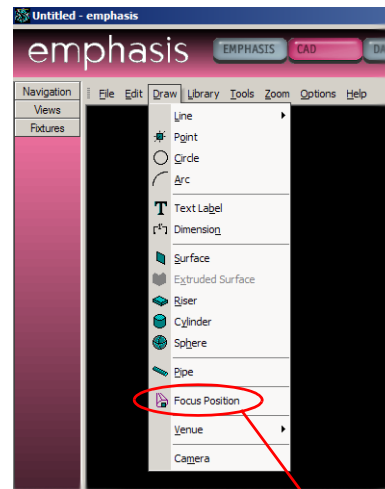 Untitled - emphasis
emphasis EMPHASIS CAD DA
Navigation
Views
Fixtures
File Edit Draw Library Tools Zoom Options Help
Line
Point
Circle
Arc
T Text Label
Dimension
Surface
Extruded Surface
Riser
Cylinder
Sphere
Pipe
Focus Position
Venue
Camera